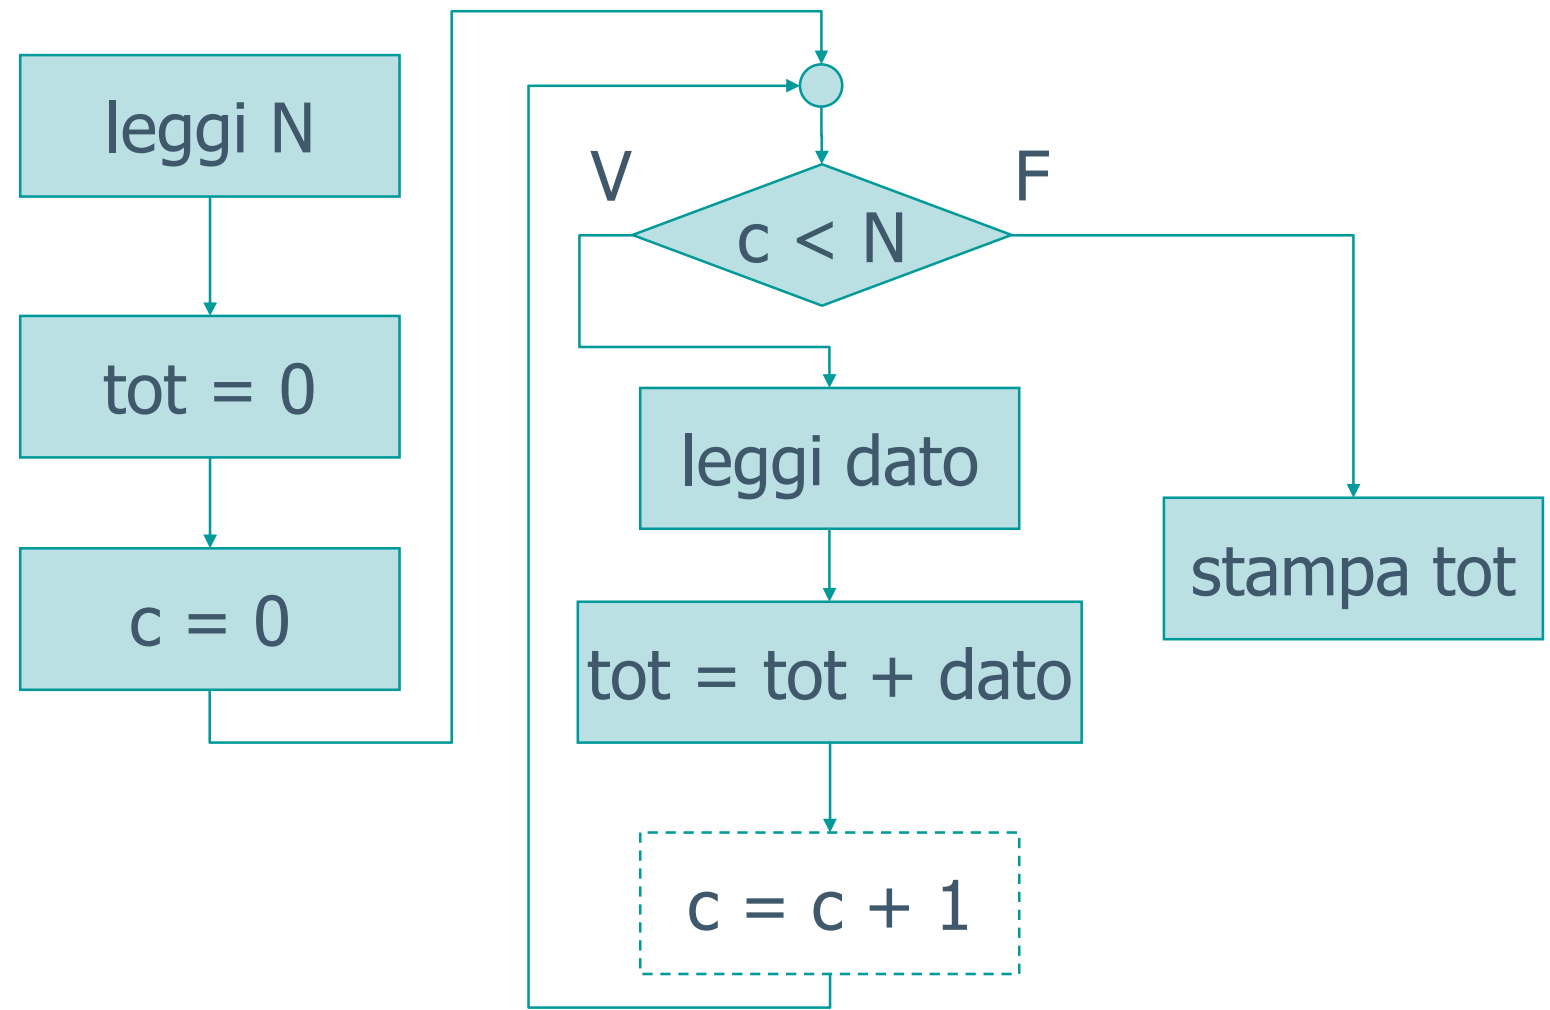 leggi N
tot = 0
c = 0
V
F
c < N
leggi dato
tot = tot + dato
c = c + 1
stampa tot